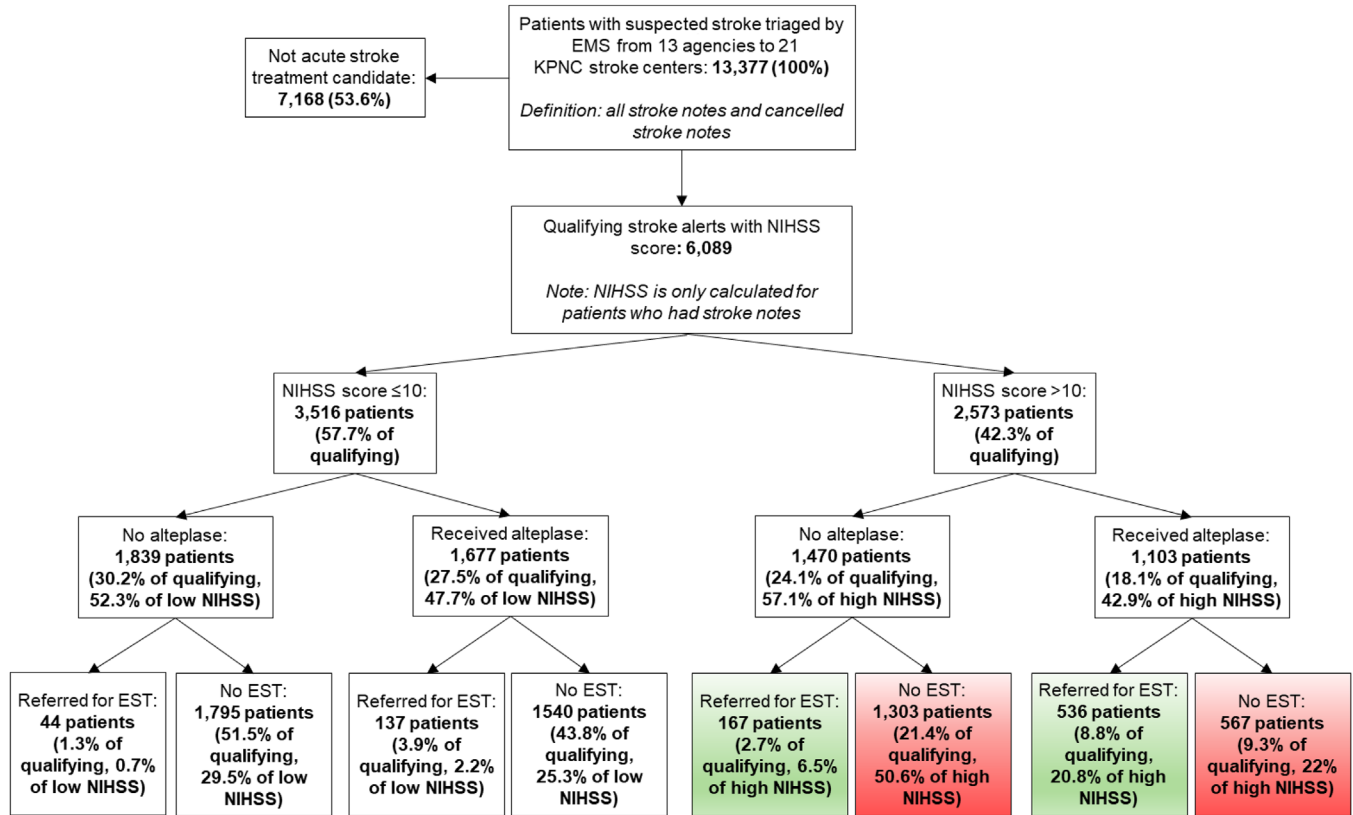 Patients with suspected stroke triaged by
EMS from 13 agencies to 21
KPNC stroke centers: 13,377 (100%)
Definition: all stroke notes and cancelled
stroke notes
Not acute stroke
treatment candidate:
7,168 (53.6%)
Qualifying stroke alerts with NIHSS
score: 6,089
Note: NIHSS is only calculated for
patients who had stroke notes
NIHSS score ≤10:
3,516 patients
(57.7% of
qualifying)
NIHSS score >10:
2,573 patients
(42.3% of
qualifying)
No alteplase:
1,839 patients
(30.2% of qualifying,
52.3% of low NIHSS)
Received alteplase:
1,677 patients
(27.5% of qualifying,
47.7% of low NIHSS)
No alteplase:
1,470 patients
(24.1% of qualifying,
57.1% of high NIHSS)
Received alteplase:
1,103 patients
(18.1% of qualifying,
42.9% of high NIHSS)
Referred for EST:
44 patients
(1.3% of
qualifying, 0.7%
of low NIHSS)
No EST:
1,795 patients
(51.5% of
qualifying,
29.5% of low
NIHSS)
Referred for EST:
137 patients
(3.9% of
qualifying, 2.2%
of low NIHSS)
No EST:
1540 patients
(43.8% of
qualifying,
25.3% of low
NIHSS)
Referred for EST:
167 patients
(2.7% of
qualifying, 6.5%
of high NIHSS)
No EST:
1,303 patients
(21.4% of
qualifying,
50.6% of high
NIHSS)
Referred for EST:
536 patients
(8.8% of
qualifying,
20.8% of high
NIHSS)
No EST:
567 patients
(9.3% of
qualifying, 22%
of high NIHSS)